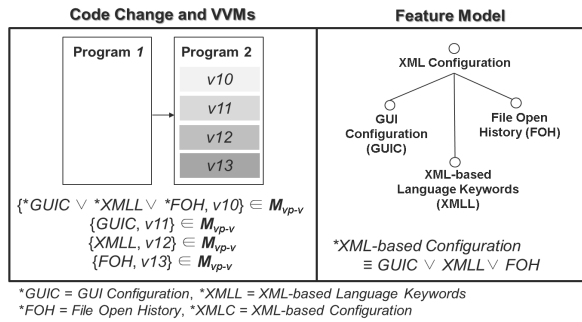 Code Change and VVMs
Feature Model
Program 1
Program 2
v10
v11
v12
v13
{*GUIC ∨ *XMLL∨ *FOH, v10} ∈ Mvp-v
{GUIC, v11} ∈ Mvp-v
{XMLL, v12} ∈ Mvp-v
{FOH, v13} ∈ Mvp-v
XML Configuration
GUI
Configuration
(GUIC)
File Open
History (FOH)
XML-based
Language Keywords
(XMLL)
*XML-based Configuration
≡ GUIC ∨ XMLL∨ FOH
*GUIC = GUI Configuration, *XMLL = XML-based Language Keywords
*FOH = File Open History, *XMLC = XML-based Configuration